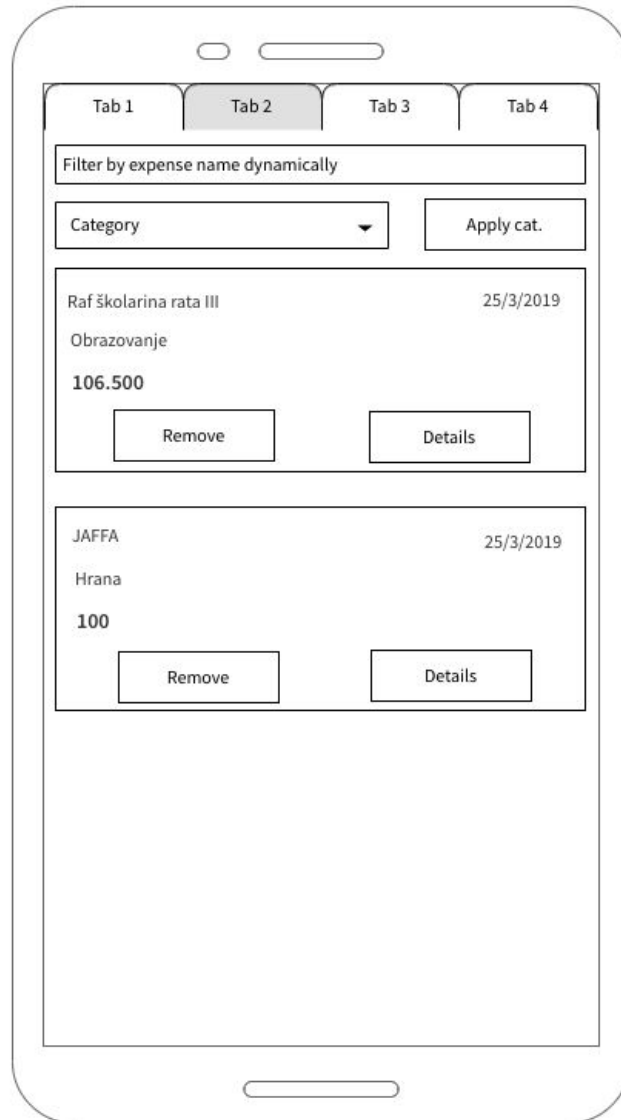 Tab 1 Tab 2 Tab 3 Tab 4
Filter by expense name dynamically
Category Apply cat.
Raf školarina rata III 25/3/2019
Obrazovanje
106.500
Remove Details
JAFFA 25/3/2019
Hrana
100
Remove Details